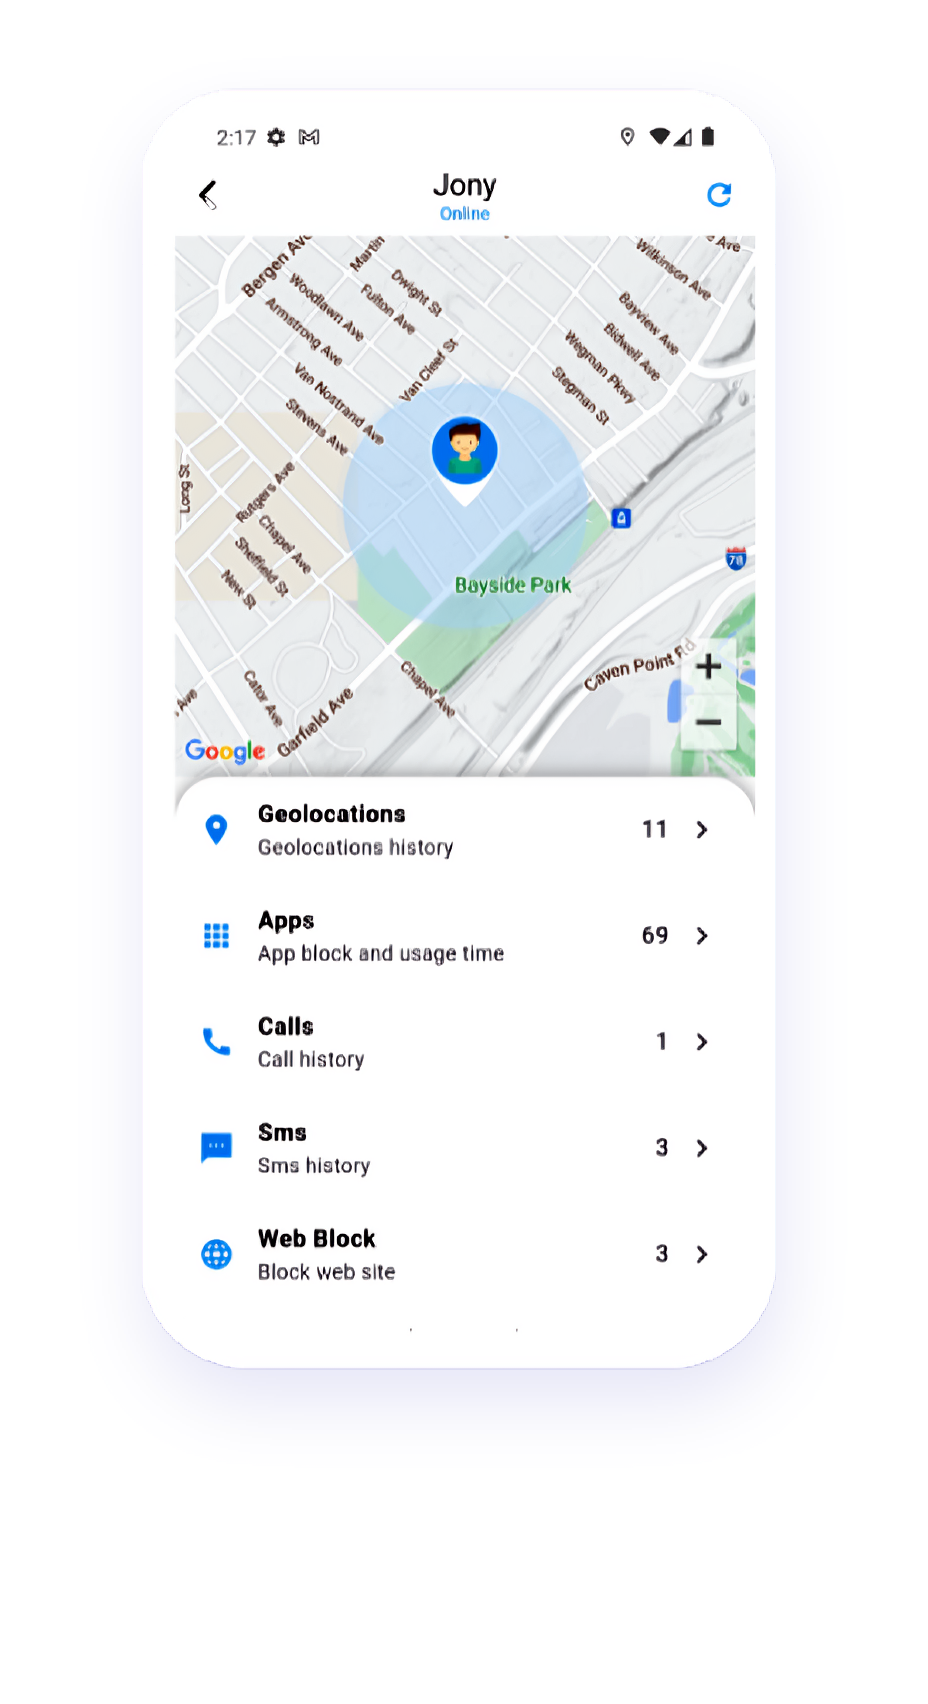 2:17
Jony
Online
Bergen Ave
Martin
Dwight St
Woodlawn Ave
Fulton Ave
Armstrong Ave
Van Cleef St
Van Nostrand Ave
Stevens Ave
Wilkinson Ave
Ave
Bayview Ave
Bidwell Ave
Wegman Pkwy
Stegman St
Long St
Rutgers Ave
Chapel Ave
Sheffield St
New St
78
Bayside Park
Caven Point Rd
Chapel Ave
Cator Ave
Garfield Ave
Ave
+
−
Google
Geolocations
11
Geolocations history
Apps
69
App block and usage time
Calls
1
Call history
Sms
3
Sms history
Web Block
3
Block web site